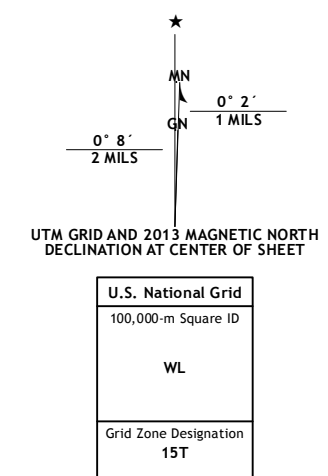 ★
MN
0° 2´
1 MILS
GN
0° 8´
2 MILS
UTM GRID AND 2013 MAGNETIC NORTH
DECLINATION AT CENTER OF SHEET
U.S. National Grid
100,000-m Square ID
WL
Grid Zone Designation
15T